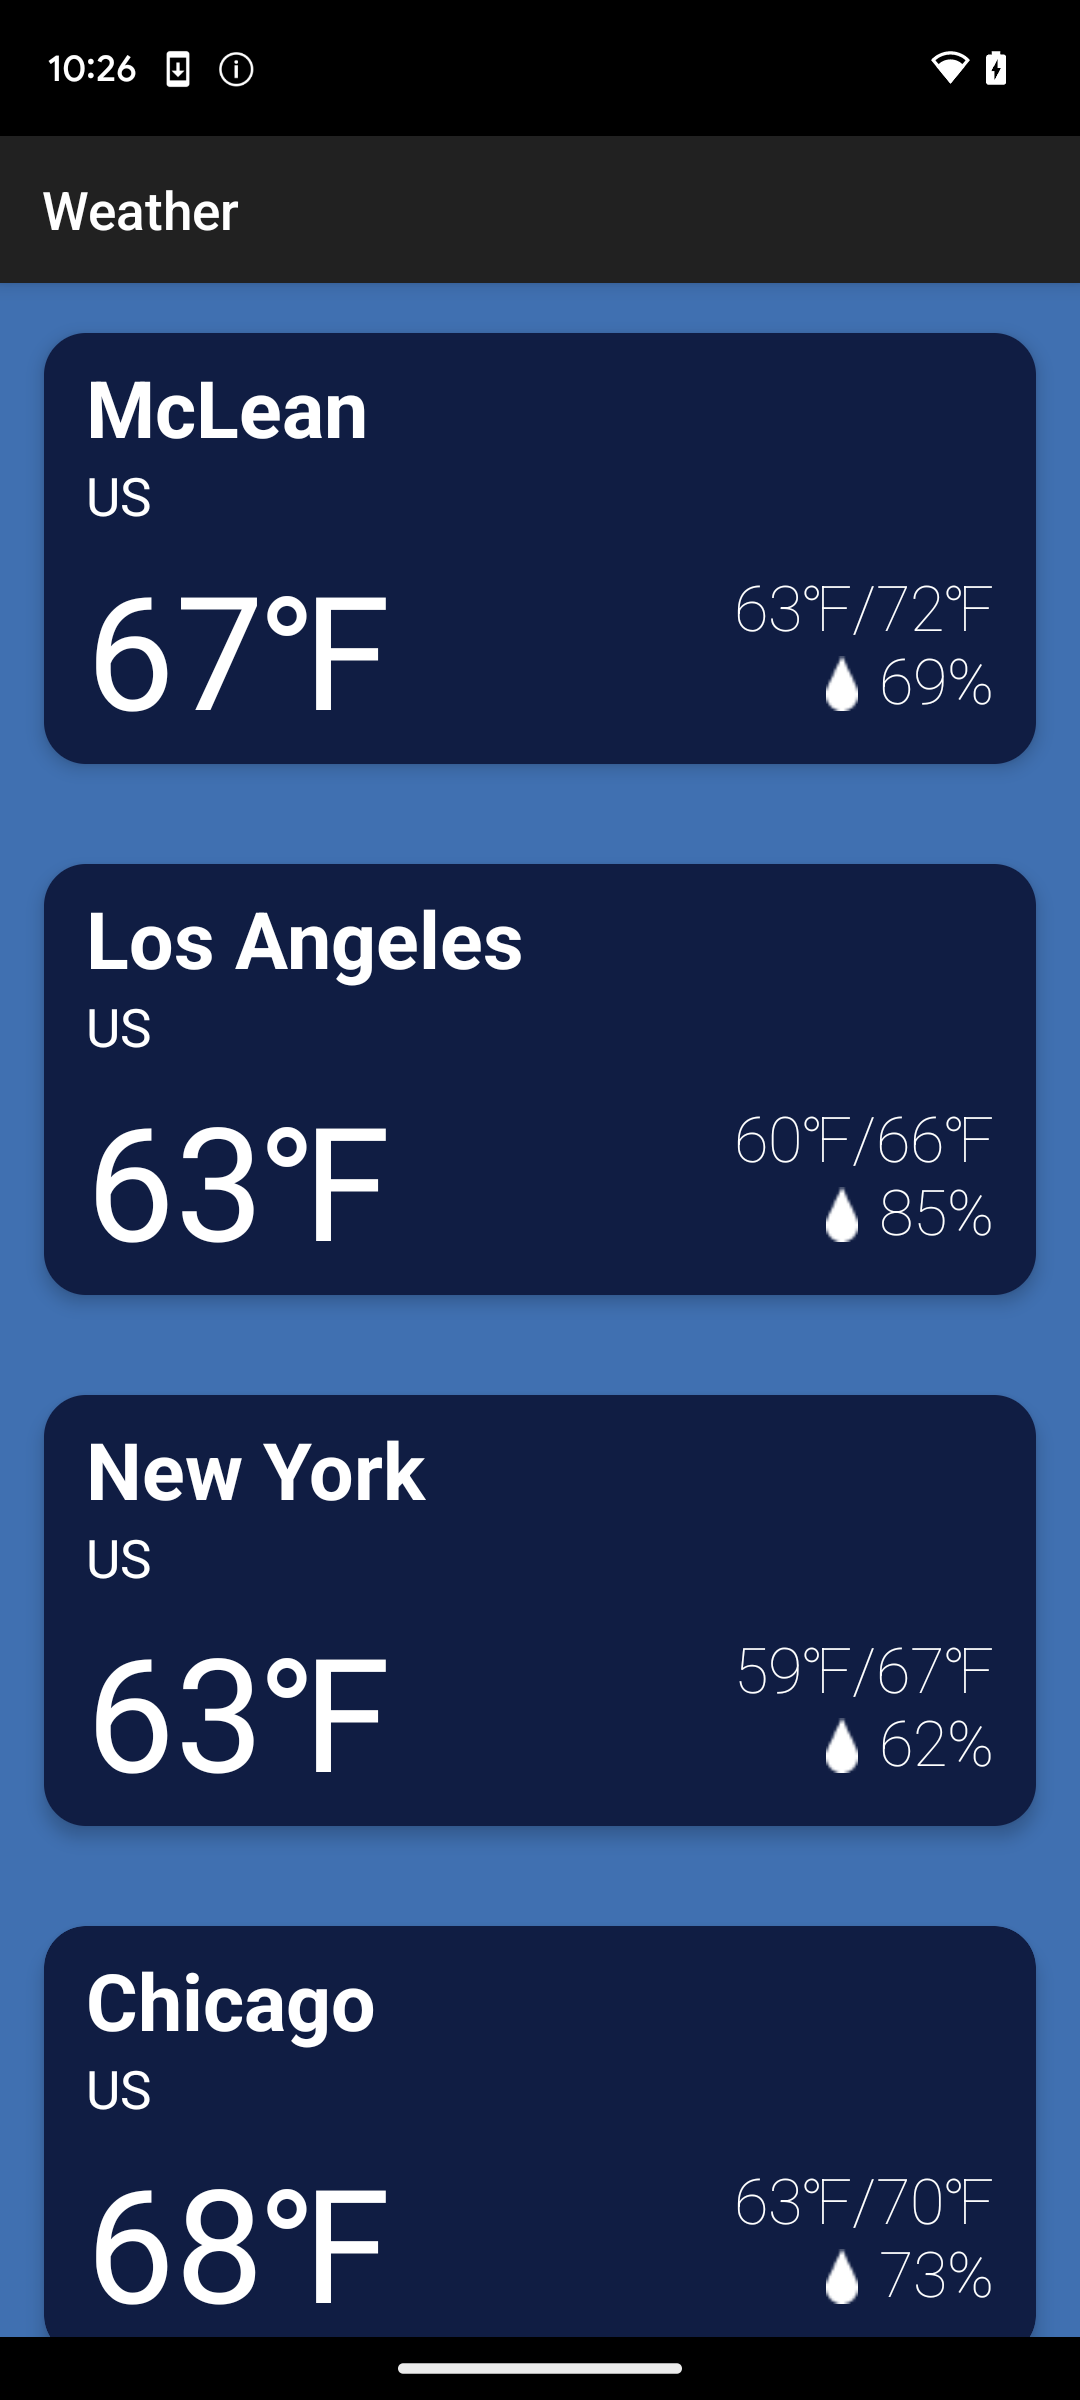 10:26
Weather
McLean
US
67℉
63℉/72℉
69%
Los Angeles
US
63℉
60℉/66℉
85%
New York
US
63℉
59℉/67℉
62%
Chicago
US
68℉
63℉/70℉
73%